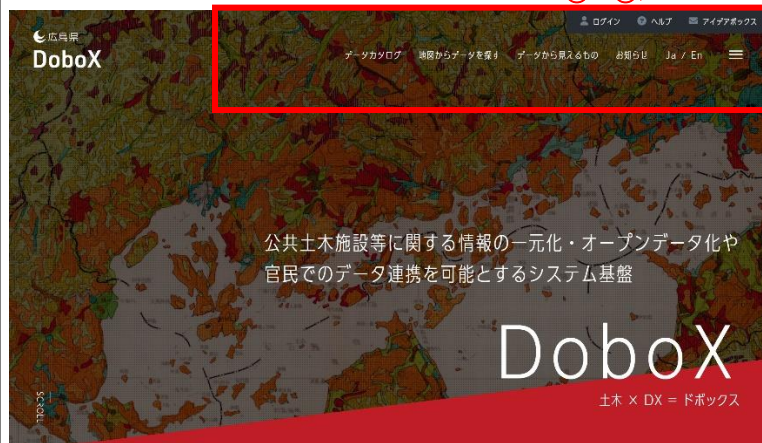 ログイン ヘルプ アイデアボックス
広島県
DoboX
データカタログ 地図からデータを探す データから見えるもの お知らせ Ja / En
公共土木施設等に関する情報の一元化・オープンデータ化や
官民でのデータ連携を可能とするシステム基盤
DoboX
土木 × DX = ドボックス
SCROLL